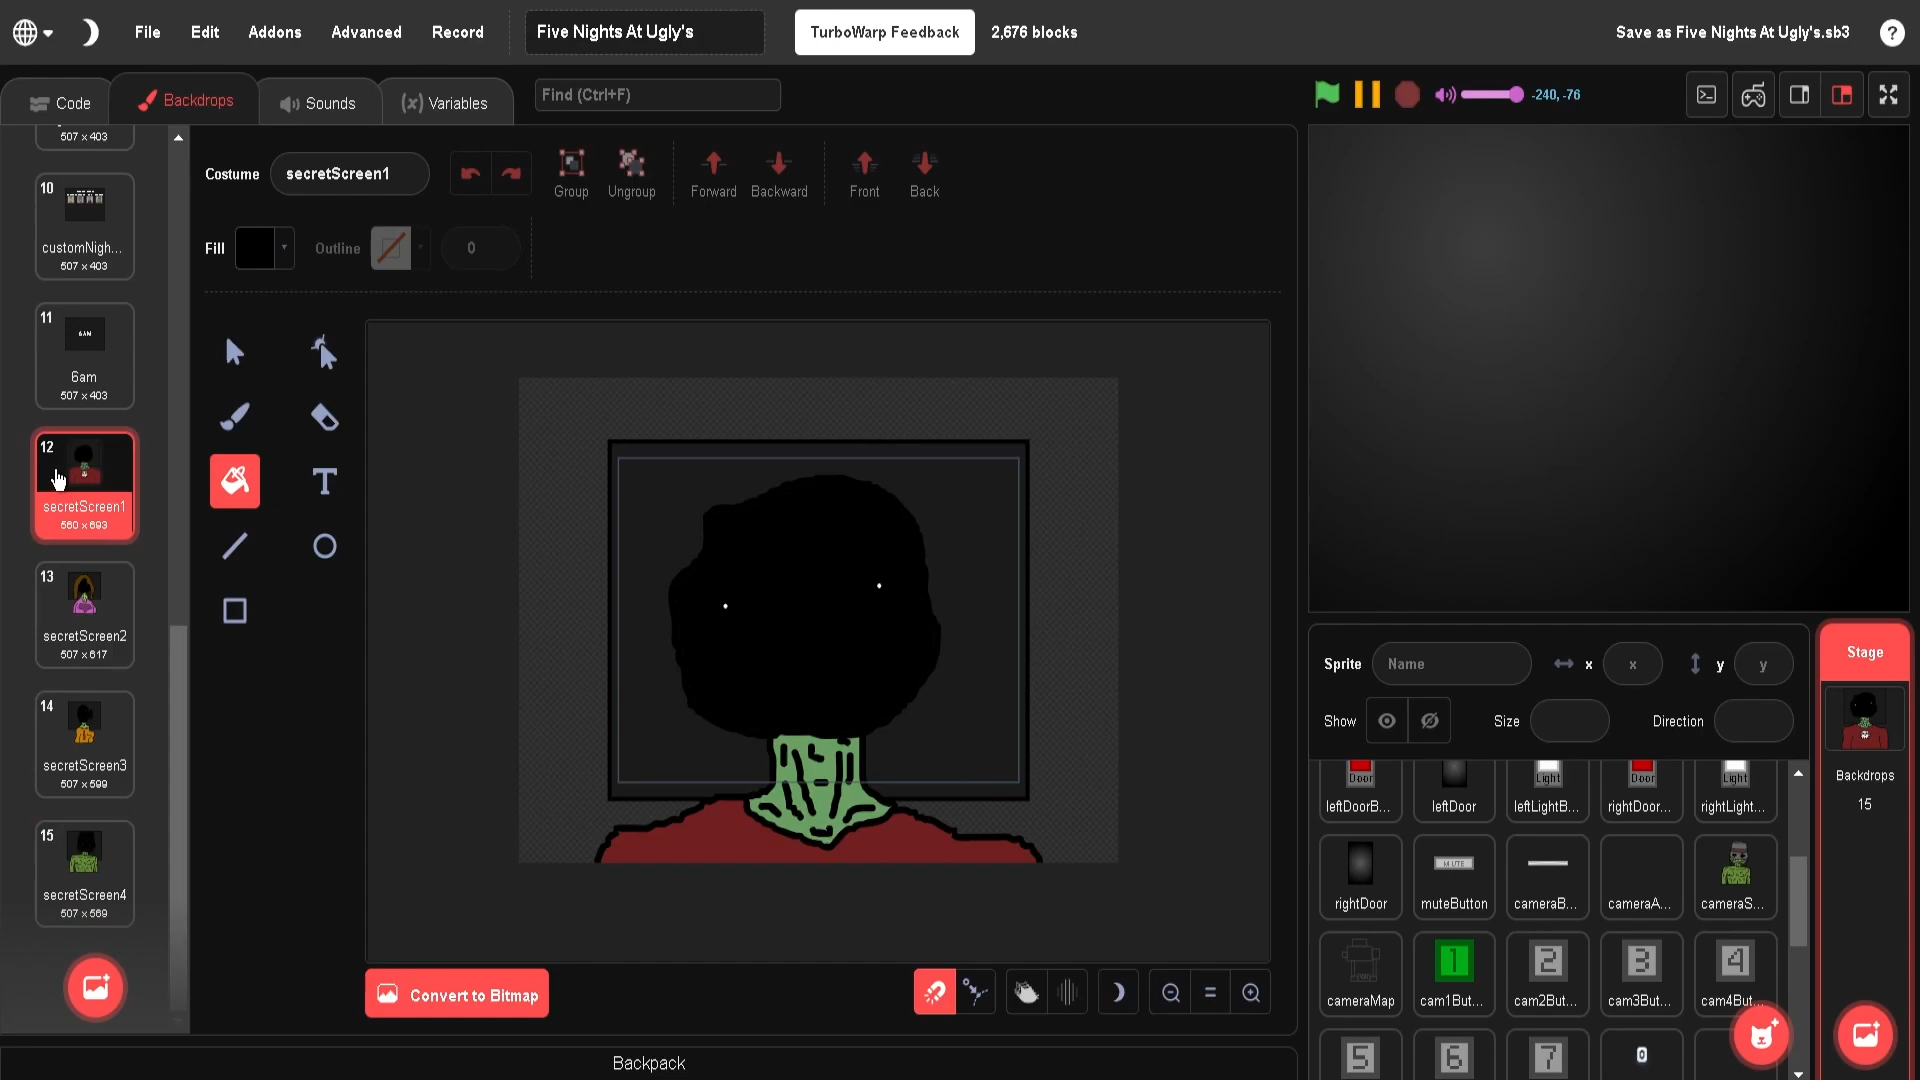 File
Edit
Addons
Advanced
Record
Five Nights At Ugly's
TurboWarp Feedback
2,676 blocks
Save as Five Nights At Ugly's.sb3
?
Code
Backdrops
Sounds
(x) Variables
Find (Ctrl+F)
-240, -76
507 x 403
10
customNigh...
507 x 403
11
6AM
6am
507 x 403
12
secretScreen1
560 x 693
13
secretScreen2
507 x 617
14
secretScreen3
507 x 599
15
secretScreen4
507 x 569
Costume
secretScreen1
Group
Ungroup
Forward
Backward
Front
Back
Fill
Outline
0
T
Convert to Bitmap
Backpack
Sprite
Name
x
x
y
y
Show
Size
Direction
Stage
Backdrops
15
Door
Light
Door
Light
leftDoorB...
leftDoor
leftLightB...
rightDoor...
rightLight...
MUTE
rightDoor
muteButton
cameraB...
cameraA...
cameraS...
1
2
3
4
cameraMap
cam1But...
cam2But...
cam3But...
cam4But...
5
6
7
0